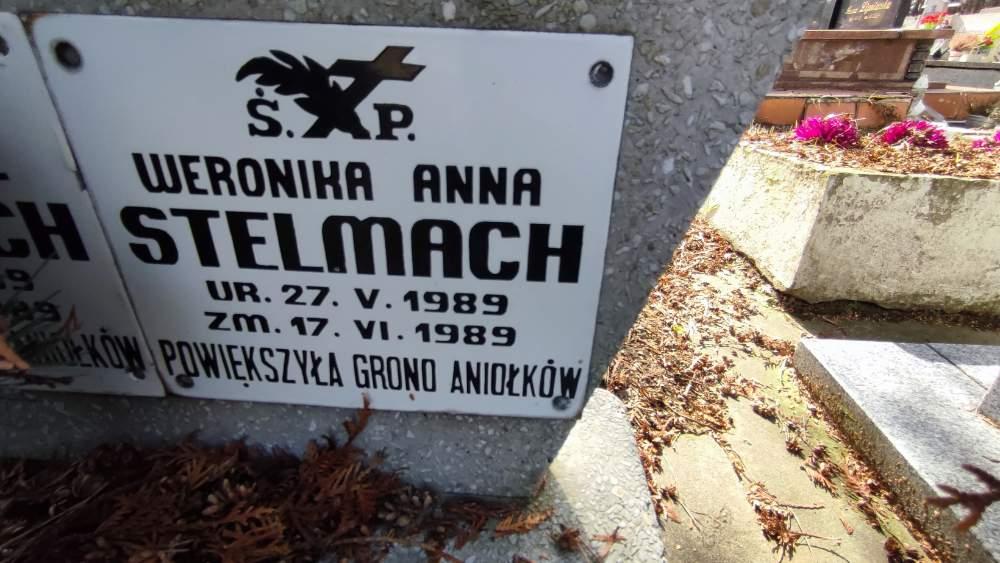 Ś. P.
WERONIKA ANNA
STELMACH
UR. 27. V. 1989
ZM. 17. VI. 1989
POWIĘKSZYŁA GRONO ANIOŁKÓW